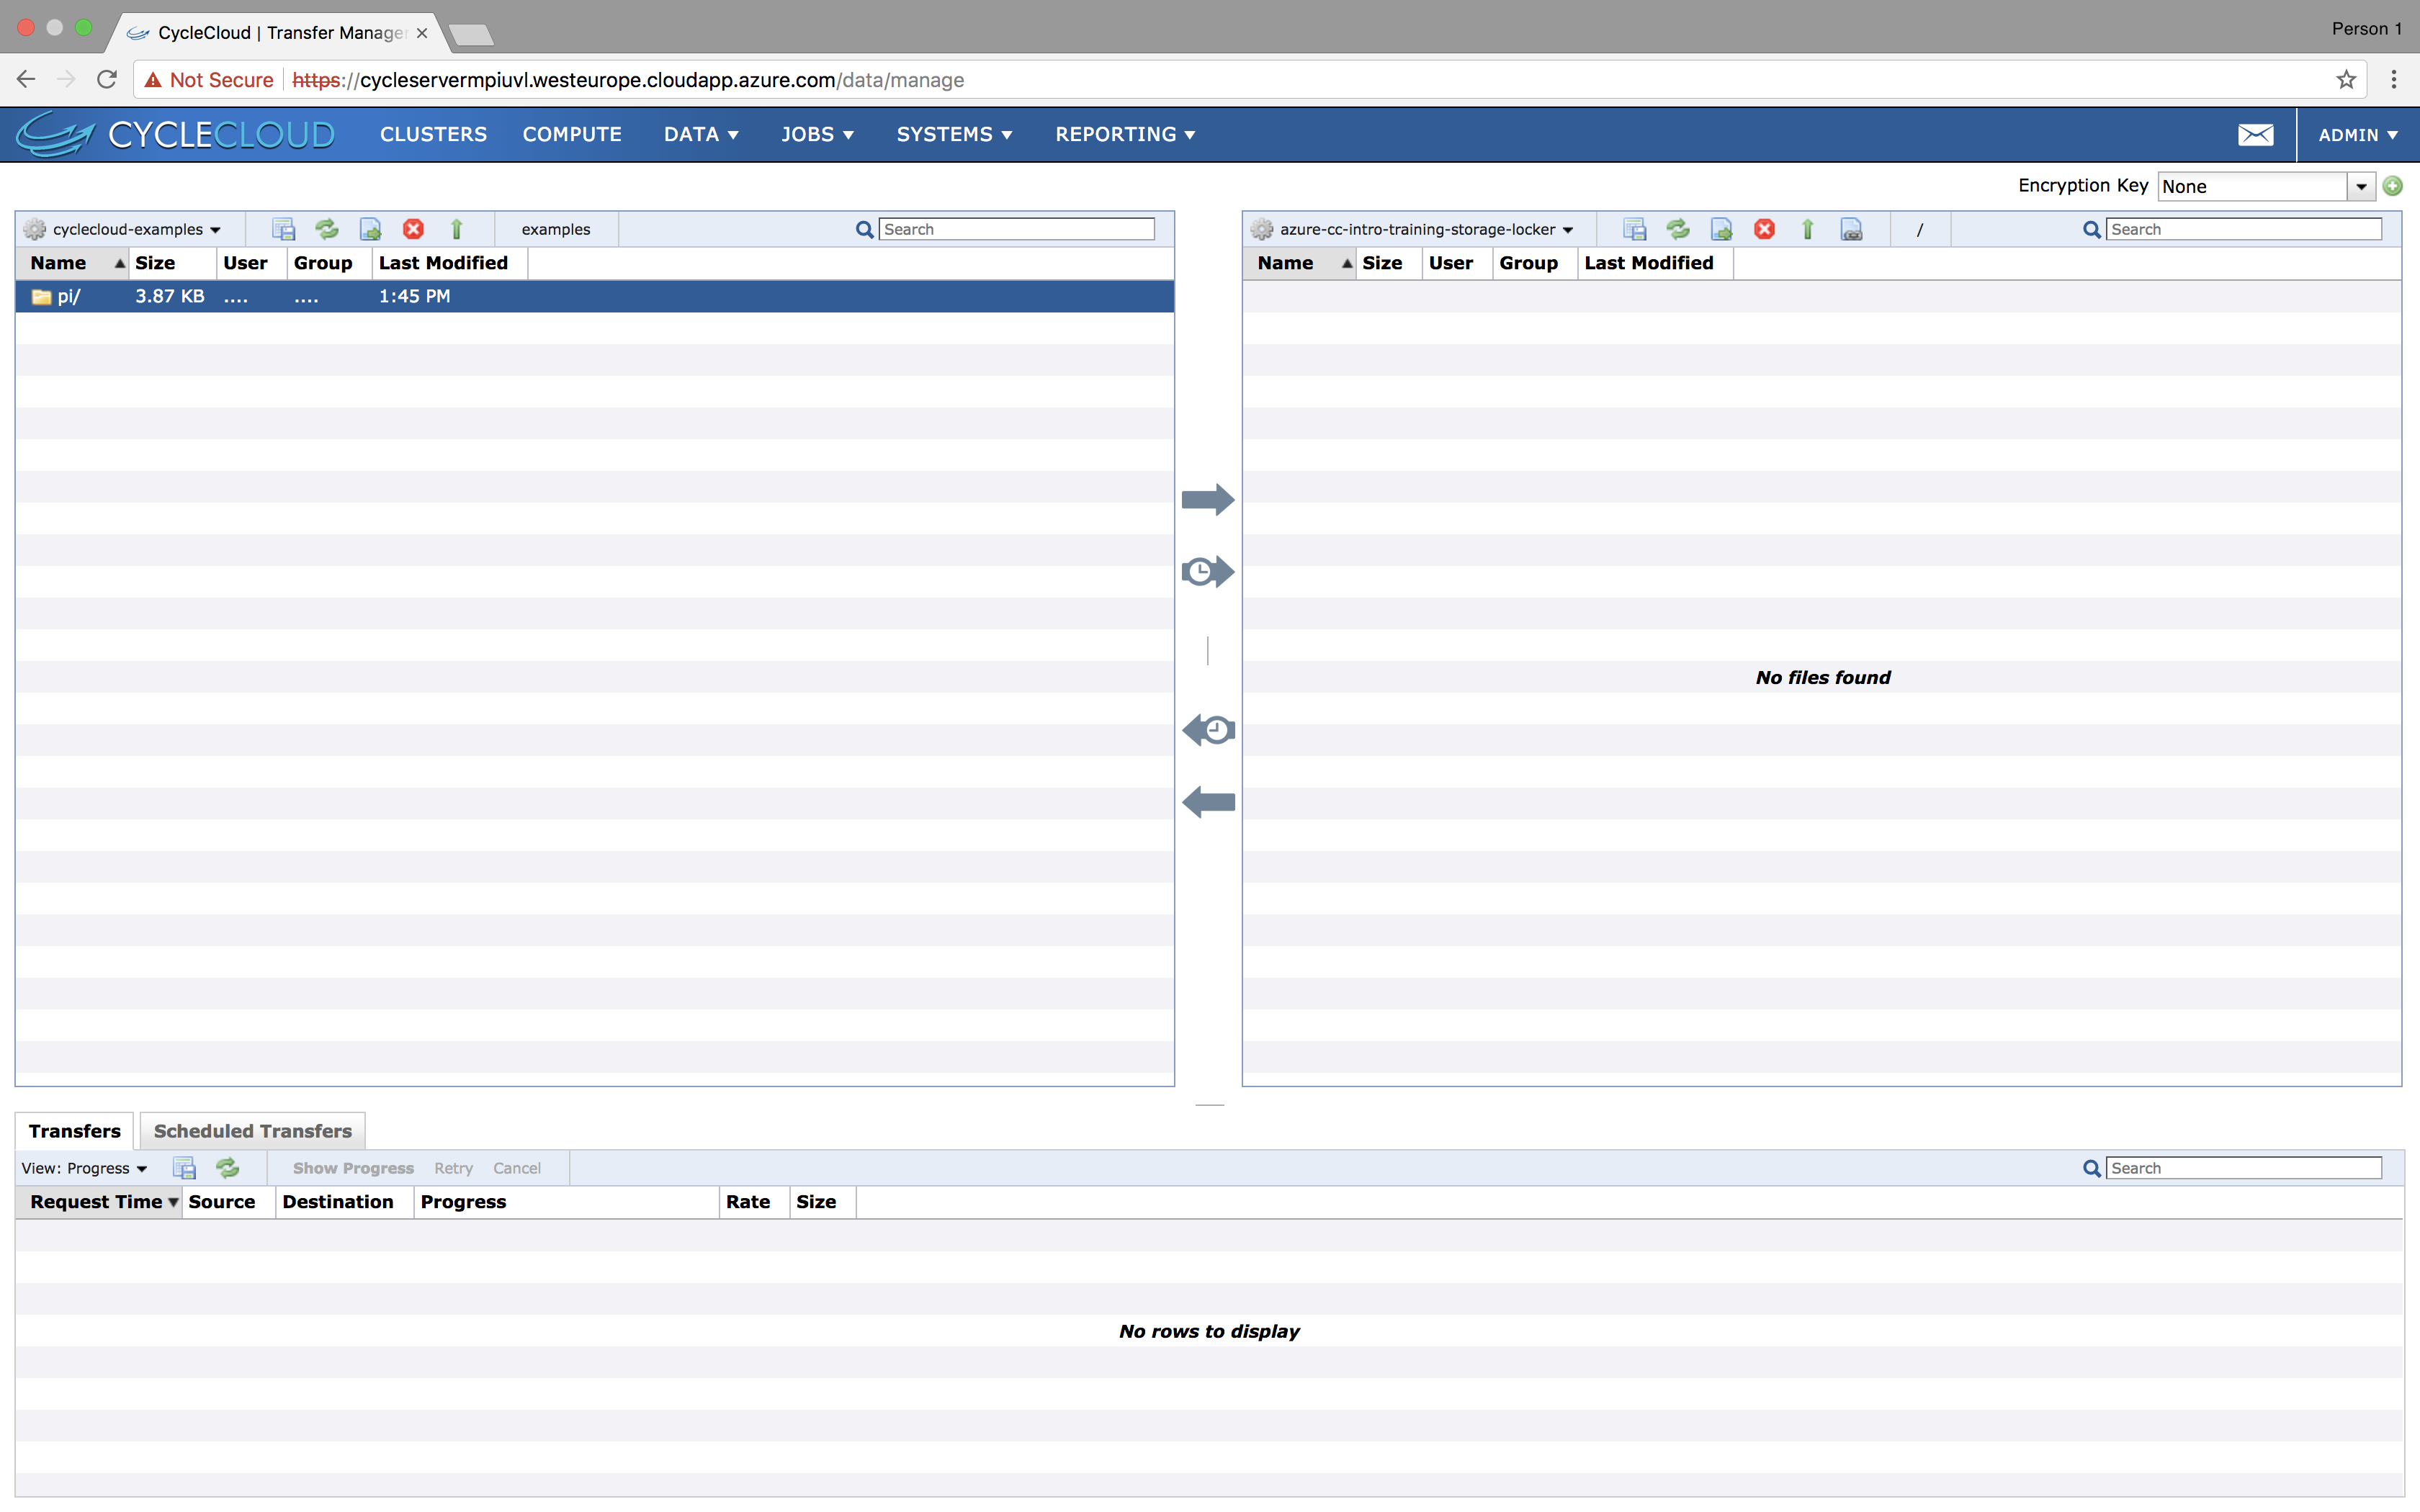 CycleCloud | Transfer Manager
Person 1
Not Secure https://cycleservermpiuvl.westeurope.cloudapp.azure.com/data/manage
CYCLECLOUD CLUSTERS COMPUTE DATA JOBS SYSTEMS REPORTING ADMIN
Encryption Key None
cyclecloud-examples examples Search
Name Size User Group Last Modified
pi/ 3.87 KB .... .... 1:45 PM
azure-cc-intro-training-storage-locker / Search
Name Size User Group Last Modified
No files found
Transfers Scheduled Transfers
View: Progress Show Progress Retry Cancel Search
Request Time Source Destination Progress Rate Size
No rows to display